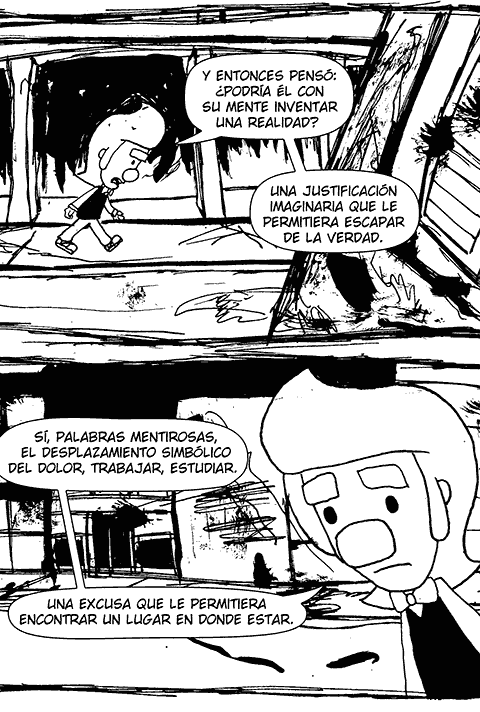 Y ENTONCES PENSÓ:
¿PODRÍA ÉL CON
SU MENTE INVENTAR
UNA REALIDAD?
UNA JUSTIFICACIÓN
IMAGINARIA QUE LE
PERMITIERA ESCAPAR
DE LA VERDAD.
SÍ, PALABRAS MENTIROSAS,
EL DESPLAZAMIENTO SIMBÓLICO
DEL DOLOR, TRABAJAR, ESTUDIAR.
UNA EXCUSA QUE LE PERMITIERA
ENCONTRAR UN LUGAR EN DONDE ESTAR.